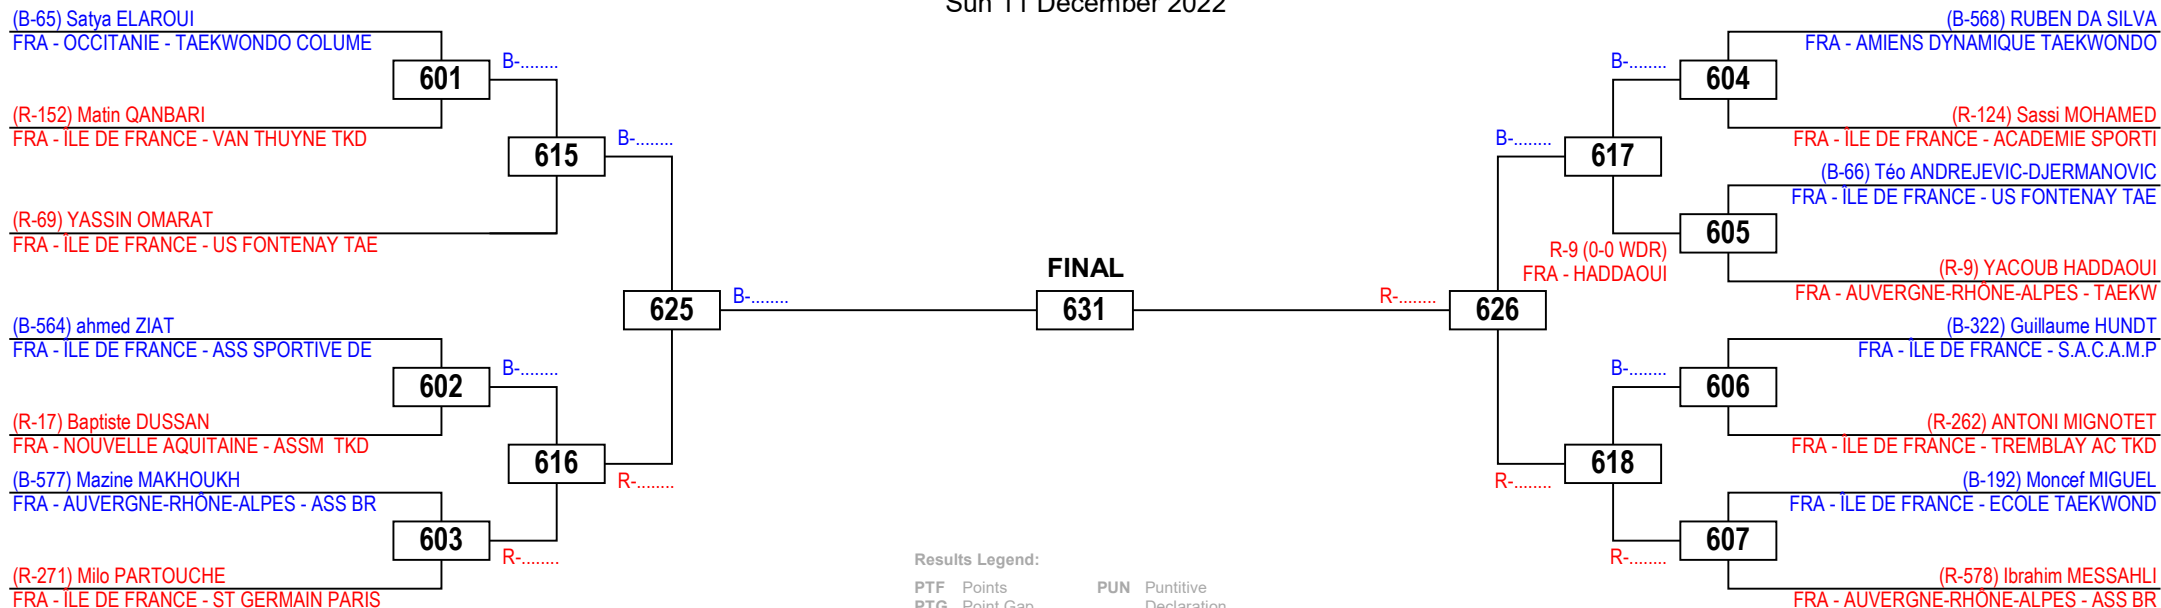 Sun 11 December 2022
(B-65) Satya ELAROUI
FRA - OCCITANIE - TAEKWONDO COLUME
601
B-........
(R-152) Matin QANBARI
FRA - ÎLE DE FRANCE - VAN THUYNE TKD
615
B-........
(R-69) YASSIN OMARAT
FRA - ÎLE DE FRANCE - US FONTENAY TAE
625
B-........
(B-564) ahmed ZIAT
FRA - ÎLE DE FRANCE - ASS SPORTIVE DE
602
B-........
(R-17) Baptiste DUSSAN
FRA - NOUVELLE AQUITAINE - ASSM  TKD
616
R-........
(B-577) Mazine MAKHOUKH
FRA - AUVERGNE-RHÔNE-ALPES - ASS BR
603
R-........
(R-271) Milo PARTOUCHE
FRA - ÎLE DE FRANCE - ST GERMAIN PARIS
FINAL
631
(B-568) RUBEN DA SILVA
FRA - AMIENS DYNAMIQUE TAEKWONDO
B-........
604
(R-124) Sassi MOHAMED
FRA - ÎLE DE FRANCE - ACADEMIE SPORTI
B-........
617
(B-66) Téo ANDREJEVIC-DJERMANOVIC
FRA - ÎLE DE FRANCE - US FONTENAY TAE
605
R-9 (0-0 WDR)
FRA - HADDAOUI
(R-9) YACOUB HADDAOUI
FRA - AUVERGNE-RHÔNE-ALPES - TAEKW
R-........
626
(B-322) Guillaume HUNDT
FRA - ÎLE DE FRANCE - S.A.C.A.M.P
B-........
606
(R-262) ANTONI MIGNOTET
FRA - ÎLE DE FRANCE - TREMBLAY AC TKD
618
R-........
(B-192) Moncef MIGUEL
FRA - ÎLE DE FRANCE - ECOLE TAEKWOND
607
R-........
(R-578) Ibrahim MESSAHLI
FRA - AUVERGNE-RHÔNE-ALPES - ASS BR
Results Legend:
PTF Points PUN Puntitive
PTG Point Gap Declaration